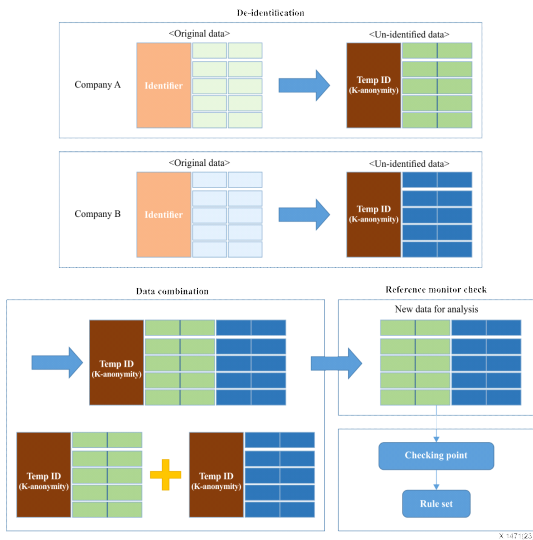 De-identification
<Original data>
<Un-identified data>
Company A
Identifier
Temp ID
(K-anonymity)
<Original data>
<Un-identified data>
Company B
Identifier
Temp ID
(K-anonymity)
Data combination
Reference monitor check
New data for analysis
Temp ID
(K-anonymity)
Temp ID
(K-anonymity)
Temp ID
(K-anonymity)
Checking point
Rule set